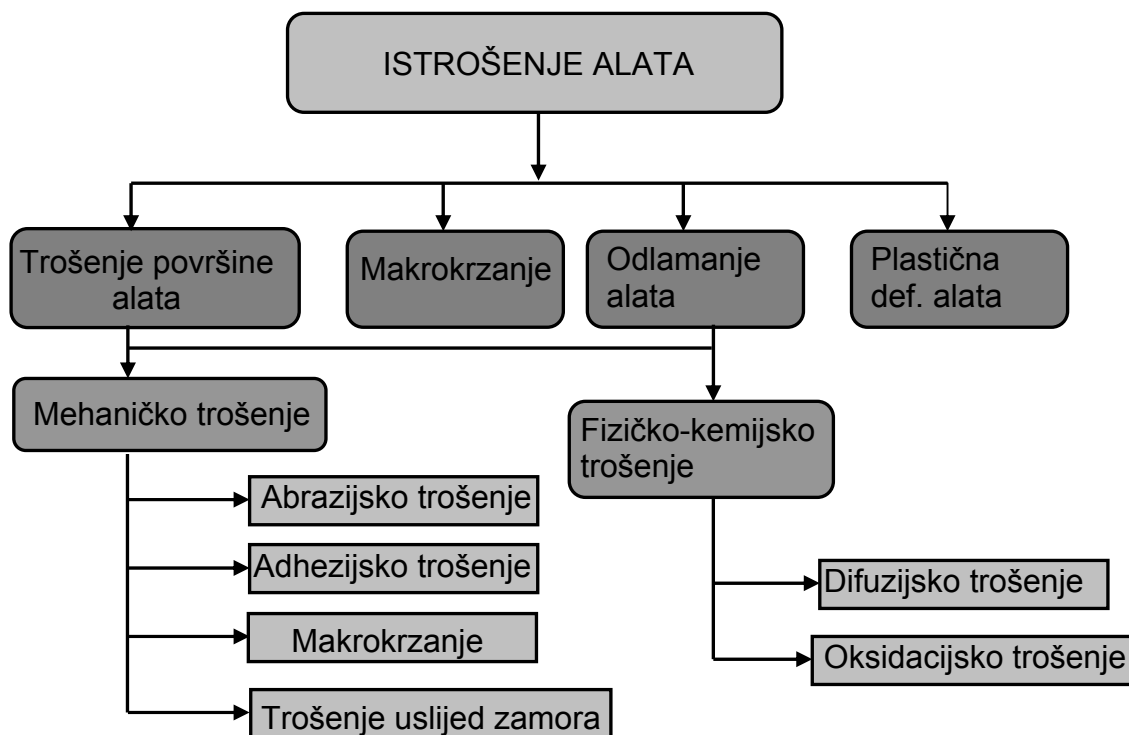 ISTROŠENJE ALATA
Trošenje površine
alata
Makrokrzanje
Odlamanje
alata
Plastična
def. alata
Mehaničko trošenje
Fizičko-kemijsko
trošenje
Abrazijsko trošenje
Adhezijsko trošenje
Makrokrzanje
Trošenje uslijed zamora
Difuzijsko trošenje
Oksidacijsko trošenje